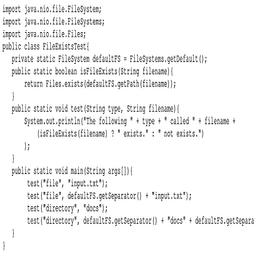 import java.nio.file.FileSystem;
import java.nio.file.FileSystems;
import java.nio.file.Files;
public class FileExistsTest{
private static FileSystem defaultFS = FileSystems.getDefault();
public static boolean isFileExists(String filename){
return Files.exists(defaultFS.getPath(filename));
}
public static void test(String type, String filename){
System.out.println("The following " + type + " called " + filename +
(isFileExists(filename) ? " exists." : " not exists.")
);
}
public static void main(String args[]){
test("file", "input.txt");
test("file", defaultFS.getSeparator() + "input.txt");
test("directory", "docs");
test("directory", defaultFS.getSeparator() + "docs" + defaultFS.getSepara
}
}